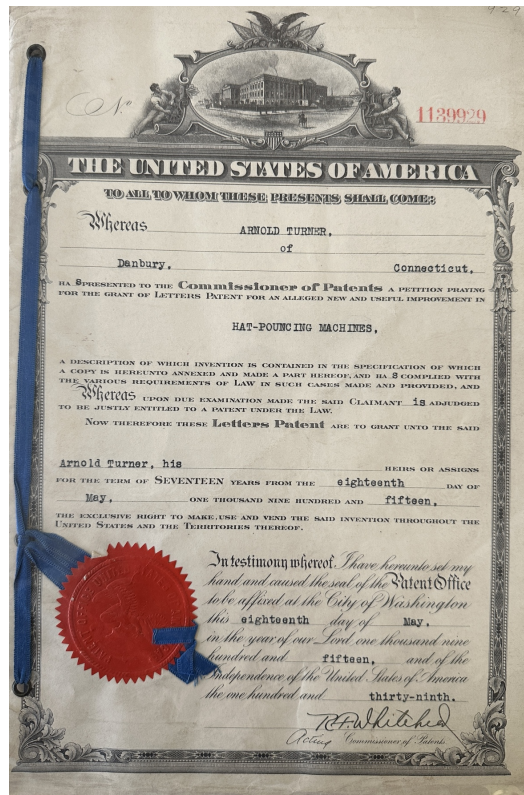 929
No
1139929
THE UNITED STATES OF AMERICA
TO ALL TO WHOM THESE PRESENTS SHALL COME:
Whereas ARNOLD TURNER,
of
Danbury, Connecticut,
HA S PRESENTED TO THE Commissioner of Patents A PETITION PRAYING
FOR THE GRANT OF LETTERS PATENT FOR AN ALLEGED NEW AND USEFUL IMPROVEMENT IN
HAT-POUNCING MACHINES,
A DESCRIPTION OF WHICH INVENTION IS CONTAINED IN THE SPECIFICATION OF WHICH
A COPY IS HEREUNTO ANNEXED AND MADE A PART HEREOF, AND HA S COMPLIED WITH
THE VARIOUS REQUIREMENTS OF LAW IN SUCH CASES MADE AND PROVIDED, AND
Whereas UPON DUE EXAMINATION MADE THE SAID CLAIMANT is ADJUDGED
TO BE JUSTLY ENTITLED TO A PATENT UNDER THE LAW.
NOW THEREFORE THESE Letters Patent ARE TO GRANT UNTO THE SAID
Arnold Turner, his HEIRS OR ASSIGNS
FOR THE TERM OF SEVENTEEN YEARS FROM THE eighteenth DAY OF
May, ONE THOUSAND NINE HUNDRED AND fifteen,
THE EXCLUSIVE RIGHT TO MAKE, USE AND VEND THE SAID INVENTION THROUGHOUT THE
UNITED STATES AND THE TERRITORIES THEREOF.
In testimony whereof, I have hereunto set my
hand and caused the seal of the Patent Office
to be affixed at the City of Washington
this eighteenth day of May,
in the year of our Lord one thousand nine
hundred and fifteen, and of the
Independence of the United States of America
the one hundred and thirty-ninth.
R. F. Whitehead
Acting Commissioner of Patents